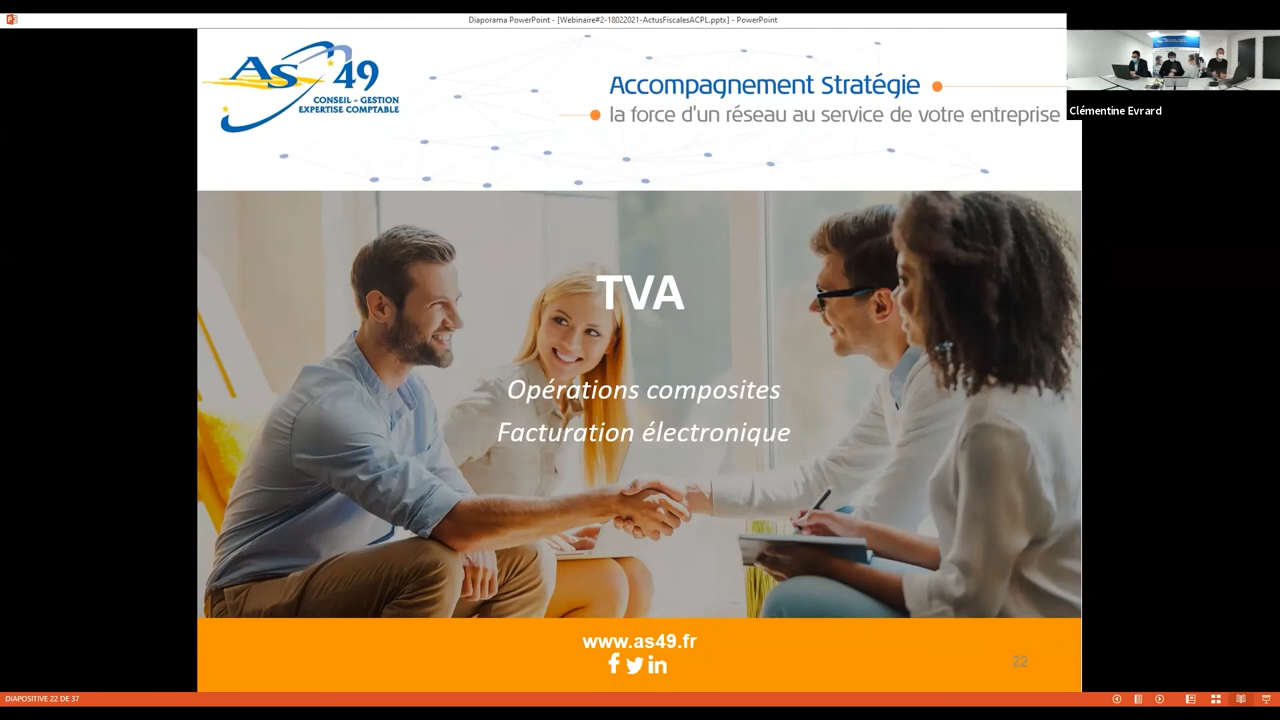 Diaporama PowerPoint - [Webinaire#2-18022021-ActusFiscalesACPL.pptx] - PowerPoint
As 49
CONSEIL - GESTION
EXPERTISE COMPTABLE
Accompagnement Stratégie
la force d'un réseau au service de votre entreprise
Clémentine Evrard
TVA
Opérations composites
Facturation électronique
www.as49.fr
22
DIAPOSITIVE 22 DE 37